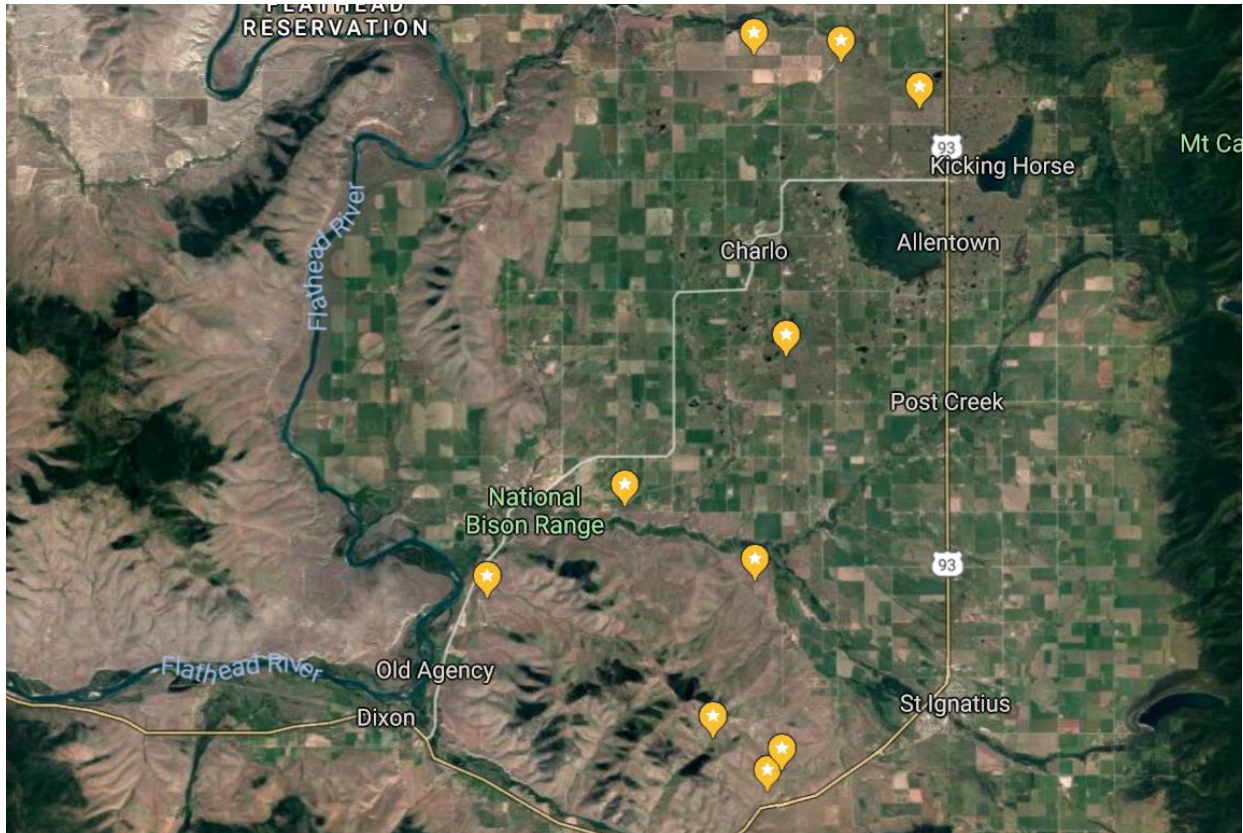 FLATHEAD
RESERVATION
93
Kicking Horse
Mt Ca
Flathead River
Charlo
Allentown
Post Creek
National
Bison Range
93
Flathead River
Old Agency
Dixon
St Ignatius